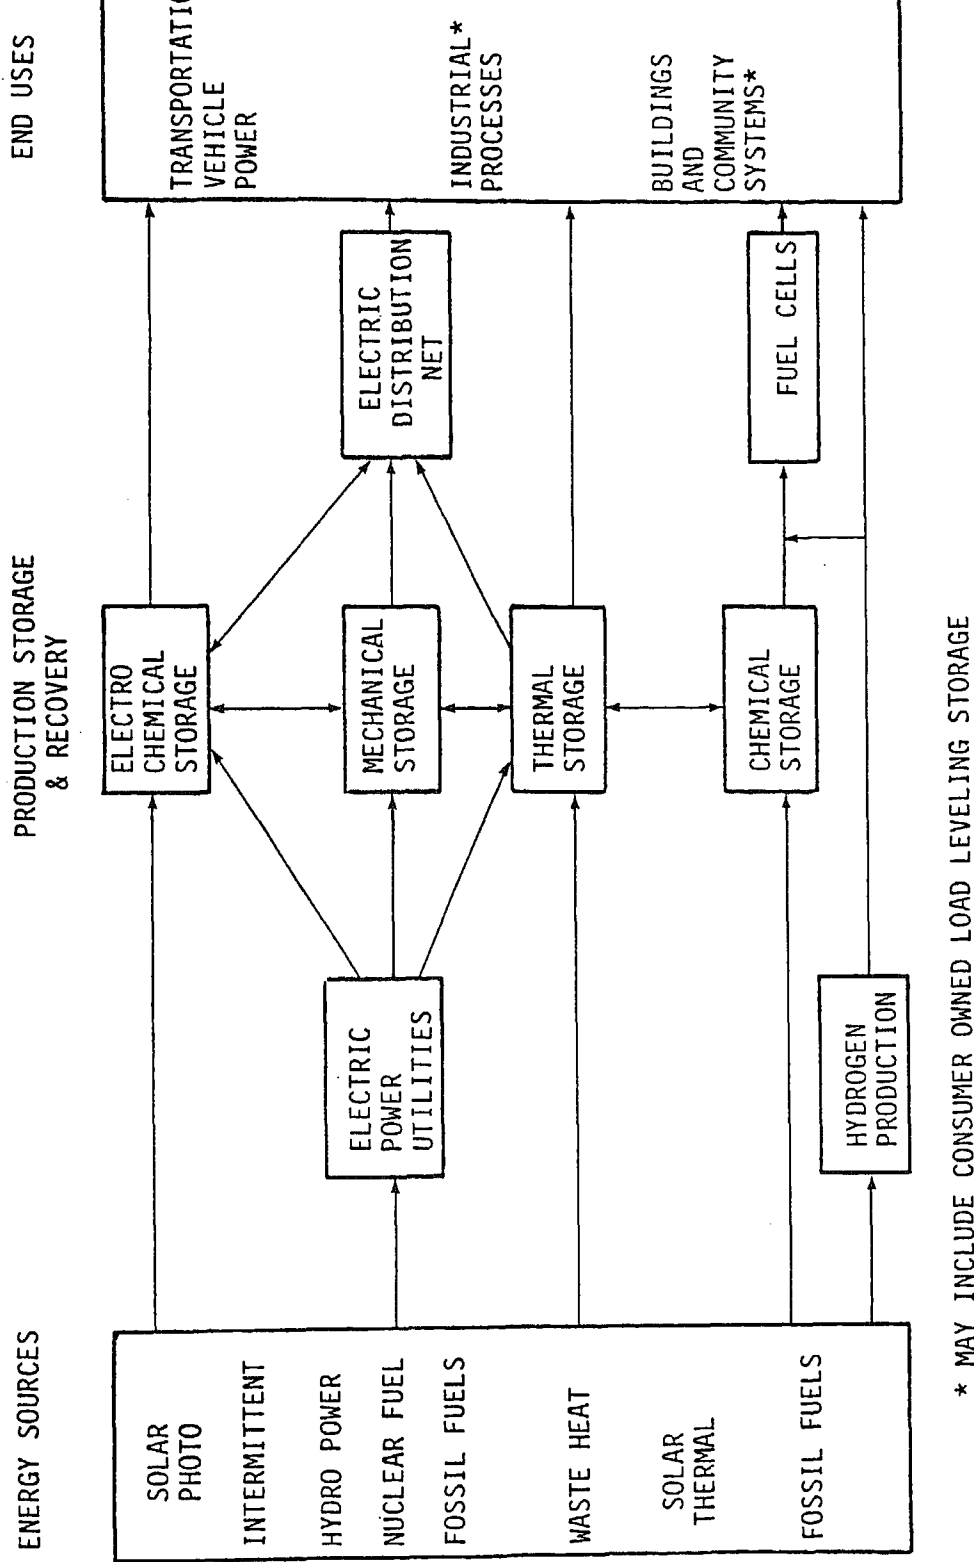 ENERGY SOURCES
PRODUCTION STORAGE
& RECOVERY
END USES
SOLAR
PHOTO
INTERMITTENT
HYDRO POWER
NUCLEAR FUEL
FOSSIL FUELS
WASTE HEAT
SOLAR
THERMAL
FOSSIL FUELS
ELECTRIC
POWER
UTILITIES
HYDROGEN
PRODUCTION
ELECTRO
CHEMICAL
STORAGE
MECHANICAL
STORAGE
THERMAL
STORAGE
CHEMICAL
STORAGE
ELECTRIC
DISTRIBUTION
NET
FUEL CELLS
TRANSPORTATIO
VEHICLE
POWER
INDUSTRIAL*
PROCESSES
BUILDINGS
AND
COMMUNITY
SYSTEMS*
* MAY INCLUDE CONSUMER OWNED LOAD LEVELING STORAGE